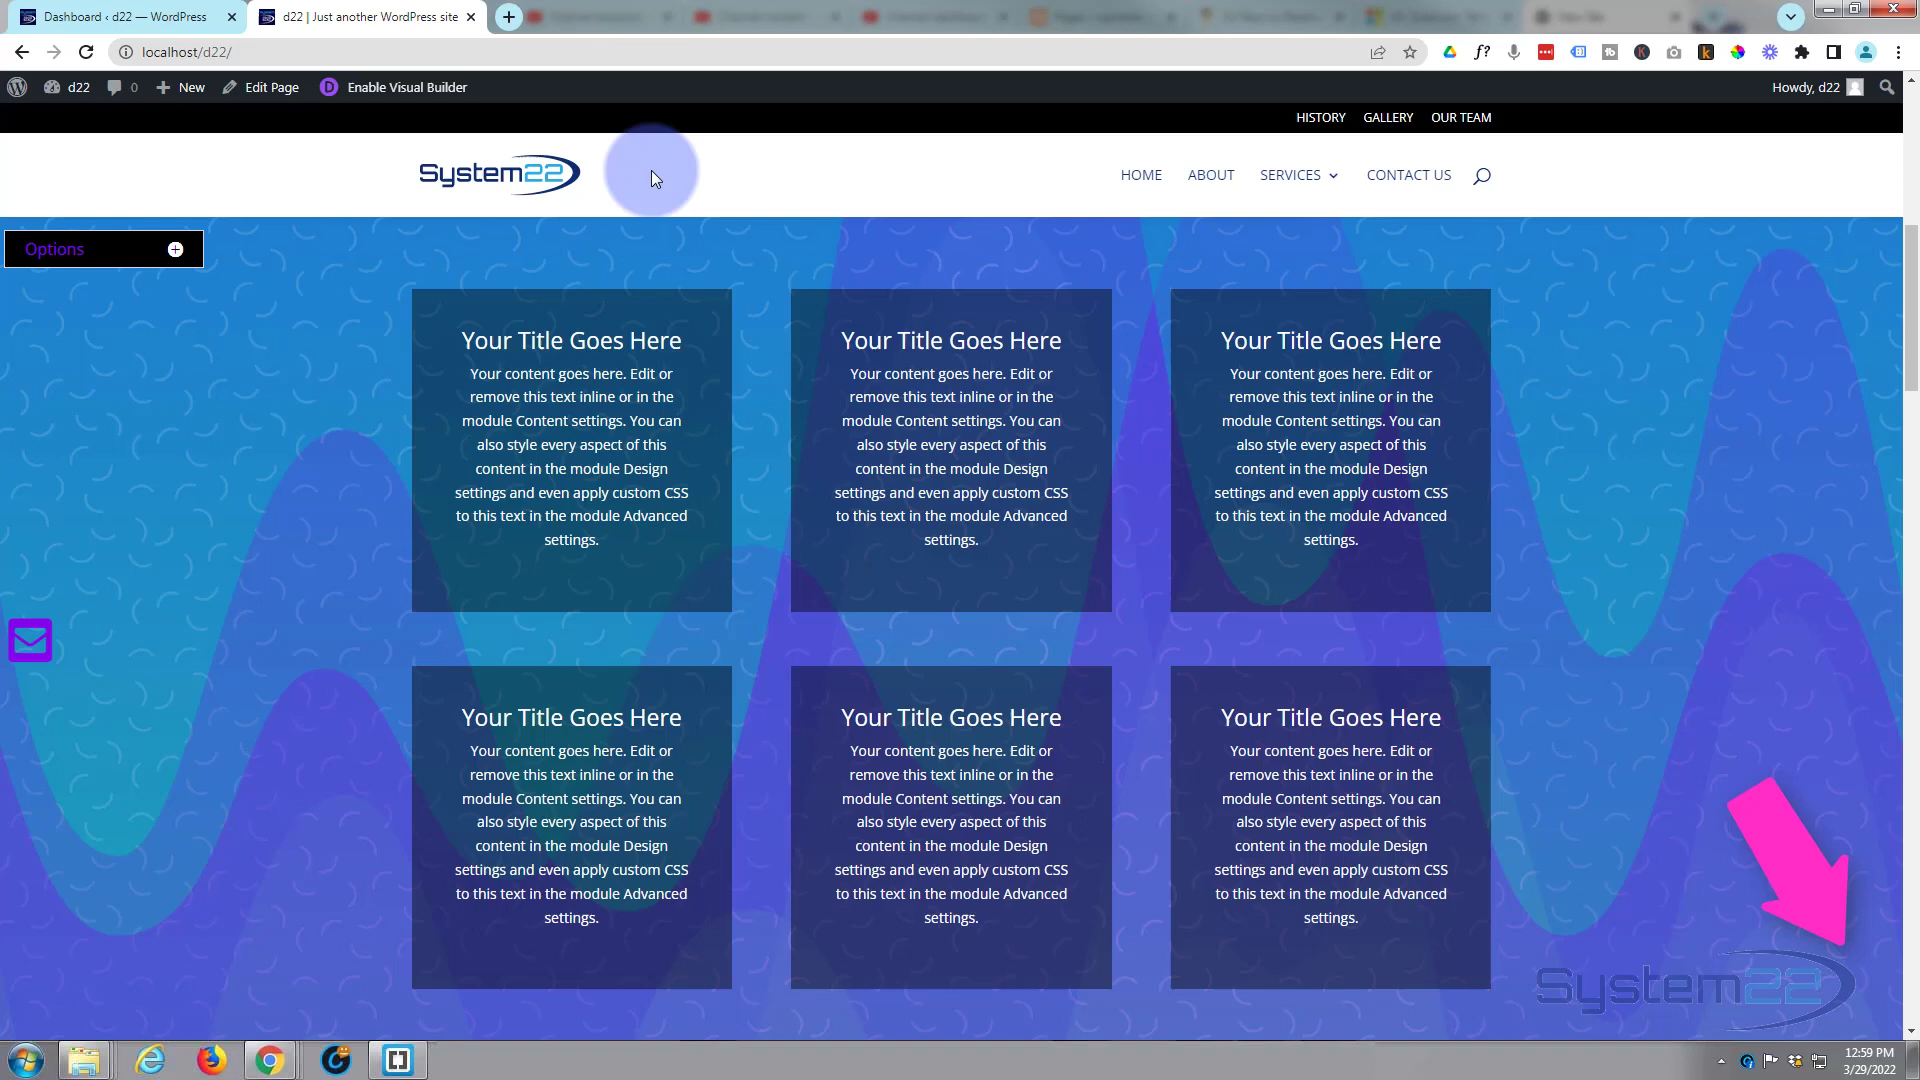 Dashboard ‹ d22 — WordPress
d22 | Just another WordPress site
localhost/d22/
d22
0
New
Edit Page
Enable Visual Builder
Howdy, d22
HISTORY
GALLERY
OUR TEAM
System22
HOME
ABOUT
SERVICES
CONTACT US
Options
Your Title Goes Here
Your content goes here. Edit or
remove this text inline or in the
module Content settings. You can
also style every aspect of this
content in the module Design
settings and even apply custom CSS
to this text in the module Advanced
settings.
Your Title Goes Here
Your content goes here. Edit or
remove this text inline or in the
module Content settings. You can
also style every aspect of this
content in the module Design
settings and even apply custom CSS
to this text in the module Advanced
settings.
Your Title Goes Here
Your content goes here. Edit or
remove this text inline or in the
module Content settings. You can
also style every aspect of this
content in the module Design
settings and even apply custom CSS
to this text in the module Advanced
settings.
Your Title Goes Here
Your content goes here. Edit or
remove this text inline or in the
module Content settings. You can
also style every aspect of this
content in the module Design
settings and even apply custom CSS
to this text in the module Advanced
settings.
Your Title Goes Here
Your content goes here. Edit or
remove this text inline or in the
module Content settings. You can
also style every aspect of this
content in the module Design
settings and even apply custom CSS
to this text in the module Advanced
settings.
Your Title Goes Here
Your content goes here. Edit or
remove this text inline or in the
module Content settings. You can
also style every aspect of this
content in the module Design
settings and even apply custom CSS
to this text in the module Advanced
settings.
System22
12:59 PM
3/29/2022